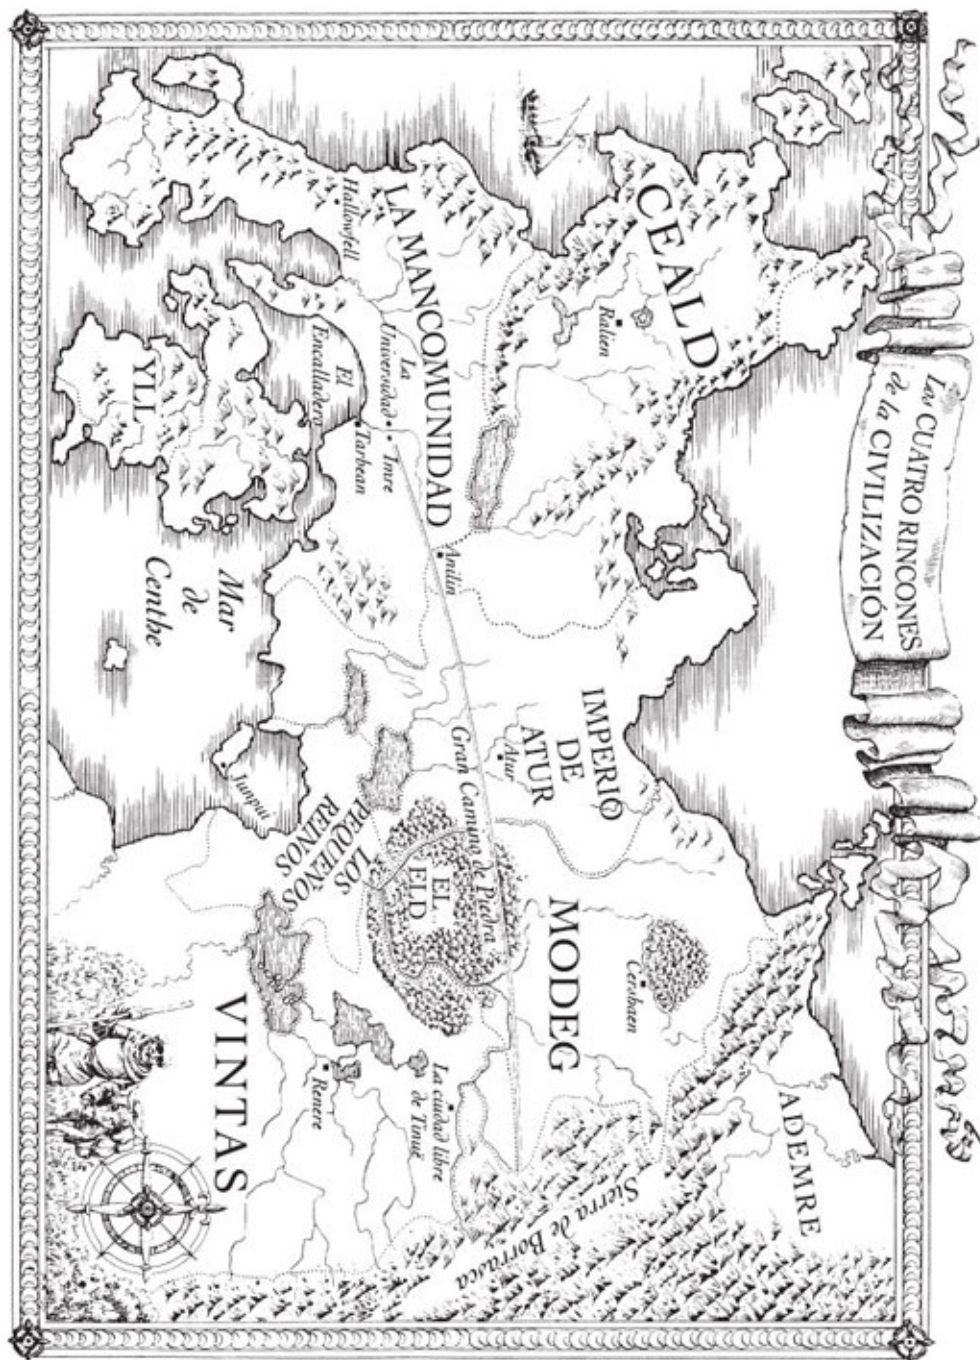 Los CUATRO RINCONES
de la CIVILIZACIÓN
CEALD
Ralien
LA MANCOMUNIDAD
Hallowfell
La
Universidad
Imre
Tarbean
El
Encalladero
YLL
Anilin
Mar
de
Centhe
IMPERIO
DE
ATUR
Atur
Gran Camino de Piedra
Junpui
LOS
PEQUEÑOS
REINOS
EL
ELD
MODEG
Cershaen
ADEMRE
Sierra de Borrasca
La ciudad libre
de Tinuë
Renere
VINTAS